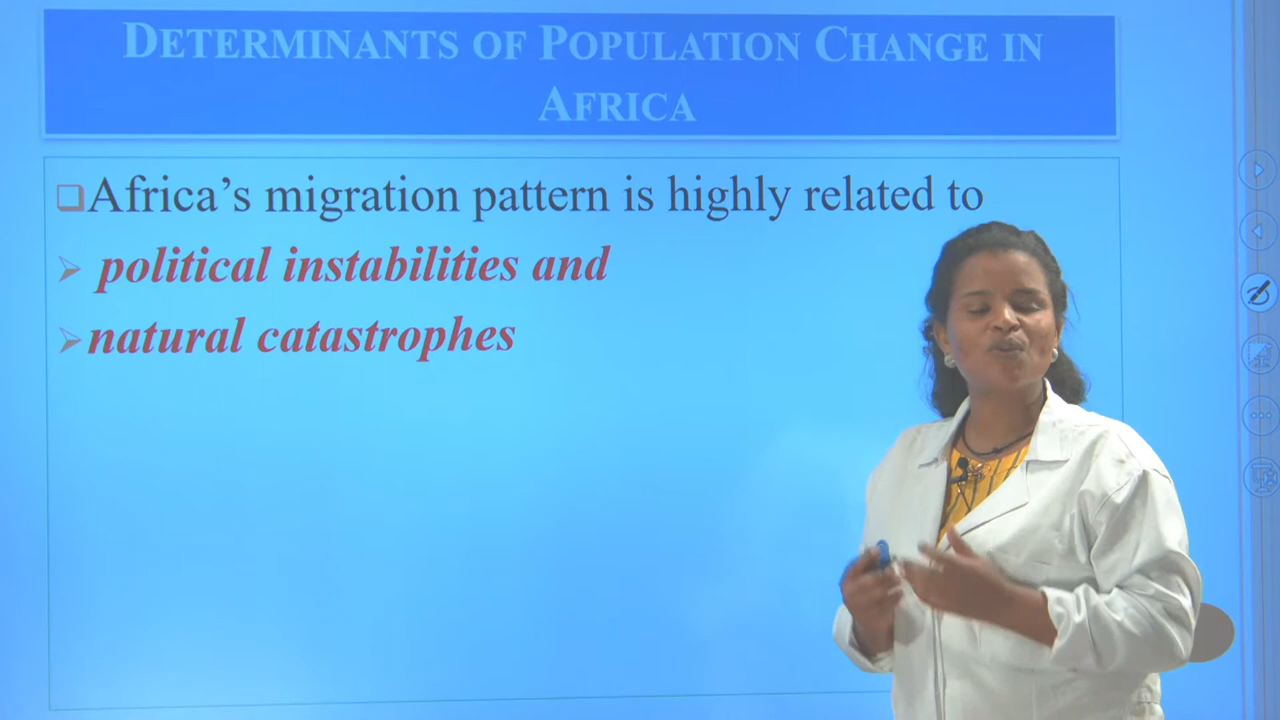 DETERMINANTS OF POPULATION CHANGE IN
AFRICA
Africa's migration pattern is highly related to
political instabilities and
natural catastrophes